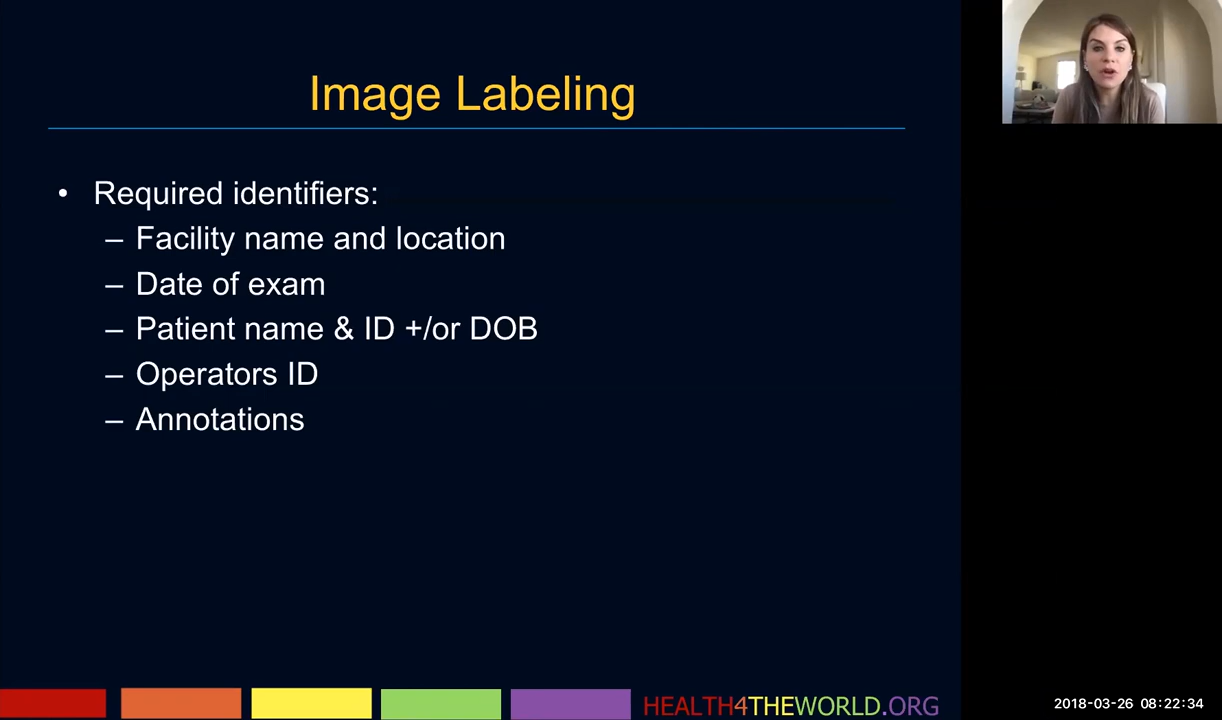 Image Labeling
• Required identifiers:
– Facility name and location
– Date of exam
– Patient name & ID +/or DOB
– Operators ID
– Annotations
HEALTH4THEWORLD.ORG
2018-03-26 08:22:34